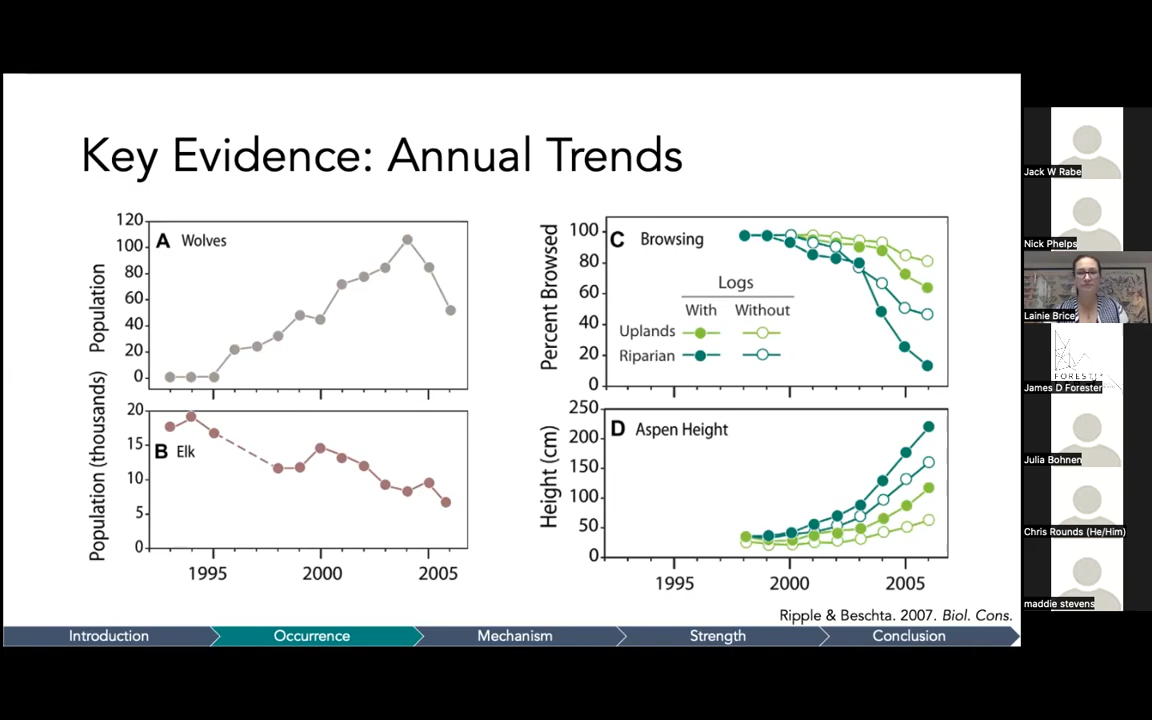 Key Evidence: Annual Trends
Population
120
100
80
60
40
20
0
A Wolves
Population (thousands)
20
15
10
5
0
B Elk
1995 2000 2005
Percent Browsed
100
80
60
40
20
0
C Browsing
Logs
With Without
Uplands
Riparian
Height (cm)
250
200
150
100
50
0
D Aspen Height
1995 2000 2005
Ripple & Beschta. 2007. Biol. Cons.
Introduction Occurrence Mechanism Strength Conclusion
Jack W Rabe
Nick Phelps
Lainie Brice
FOREST
James D Forester
Julia Bohnen
Chris Rounds (He/Him)
maddie stevens